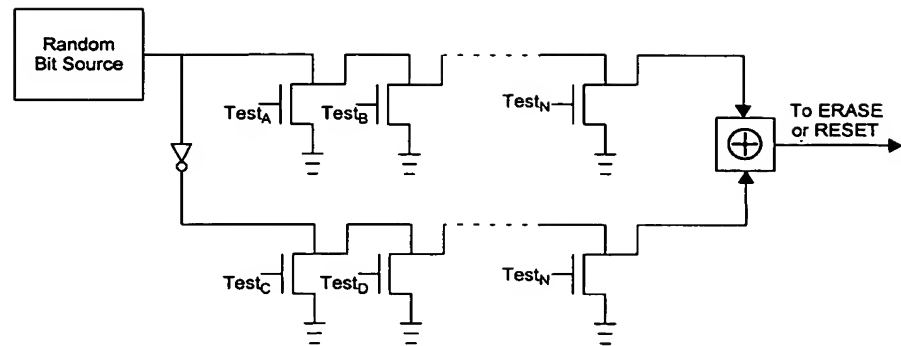 Random
Bit Source
Test_A
Test_B
Test_N
To ERASE
or RESET
Test_C
Test_D
Test_N